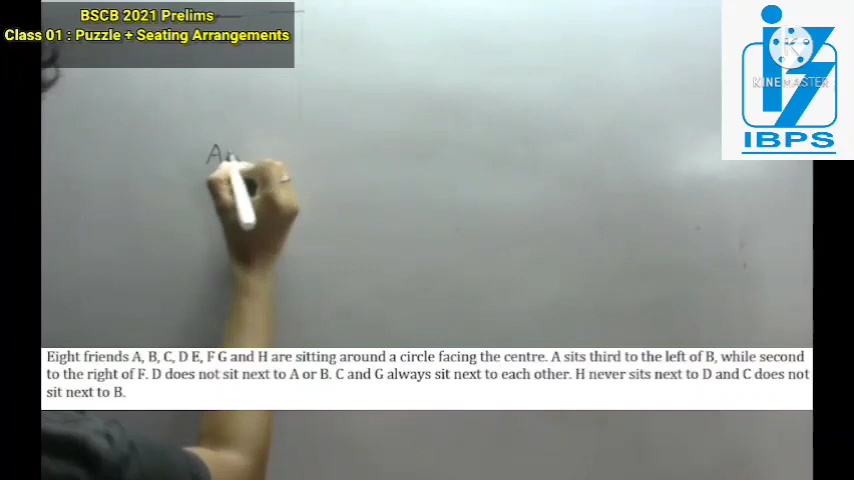 BSCB 2021 Prelims
Class 01 : Puzzle + Seating Arrangements
KINEMASTER
IBPS
A
Eight friends A, B, C, D E, F G and H are sitting around a circle facing the centre. A sits third to the left of B, while second
to the right of F. D does not sit next to A or B. C and G always sit next to each other. H never sits next to D and C does not
sit next to B.